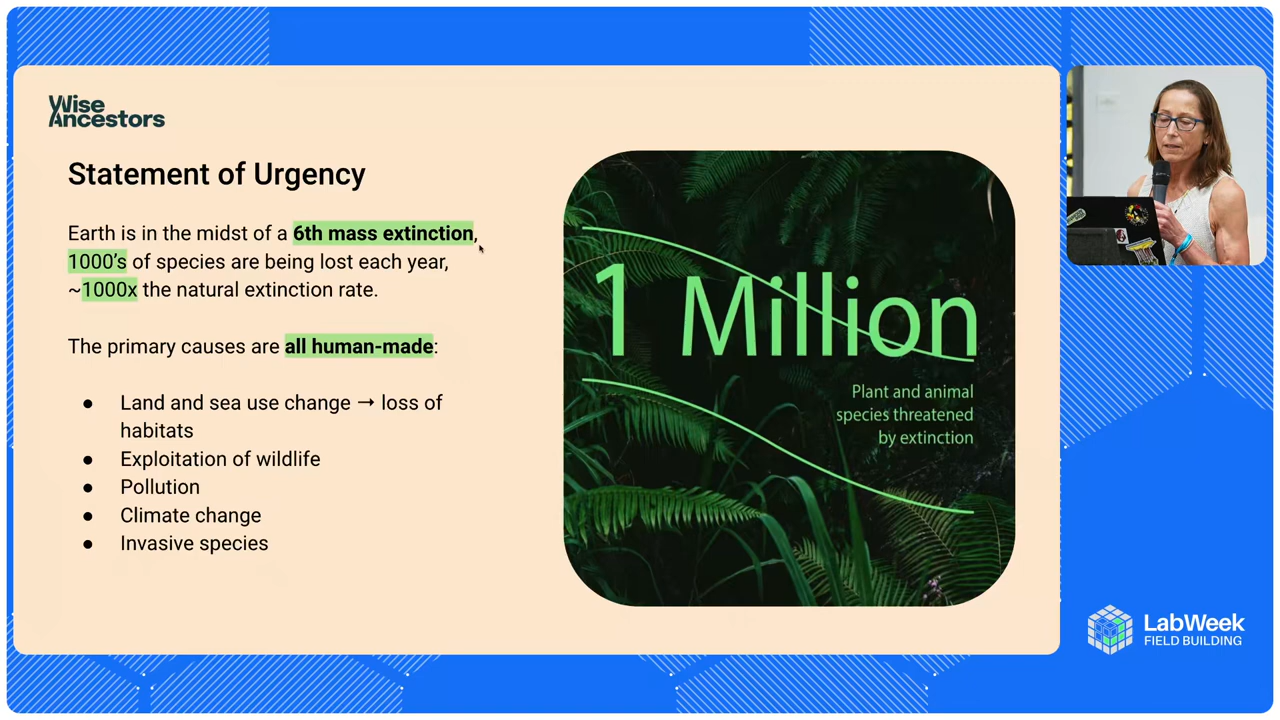 Wise
Ancestors
Statement of Urgency
Earth is in the midst of a 6th mass extinction,
1000's of species are being lost each year,
~1000x the natural extinction rate.
The primary causes are all human-made:
● Land and sea use change → loss of
habitats
● Exploitation of wildlife
● Pollution
● Climate change
● Invasive species
1 Million
Plant and animal
species threatened
by extinction
LabWeek
FIELD BUILDING